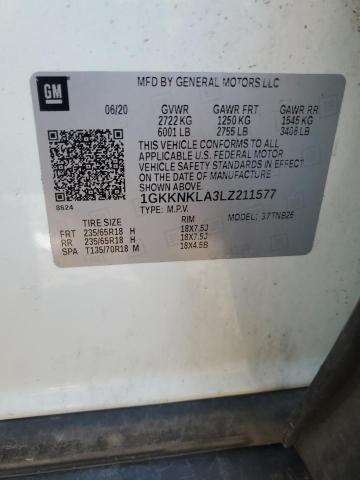 GM
MFD BY GENERAL MOTORS LLC
06/20 GVWR GAWR FRT GAWR RR
2722 KG 1250 KG 1545 KG
6001 LB 2755 LB 3406 LB
THIS VEHICLE CONFORMS TO ALL
APPLICABLE U.S. FEDERAL MOTOR
VEHICLE SAFETY STANDARDS IN EFFECT
ON THE DATE OF MANUFACTURE
SHOWN ABOVE.
1GKKNKLA3LZ211577
8624
TYPE: M.P.V. MODEL: 37TNB26
TIRE SIZE RIM
FRT 235/65R18 H 18X7.5J
RR 235/65R18 H 18X7.5J
SPA T135/70R18 M 18X4.5B